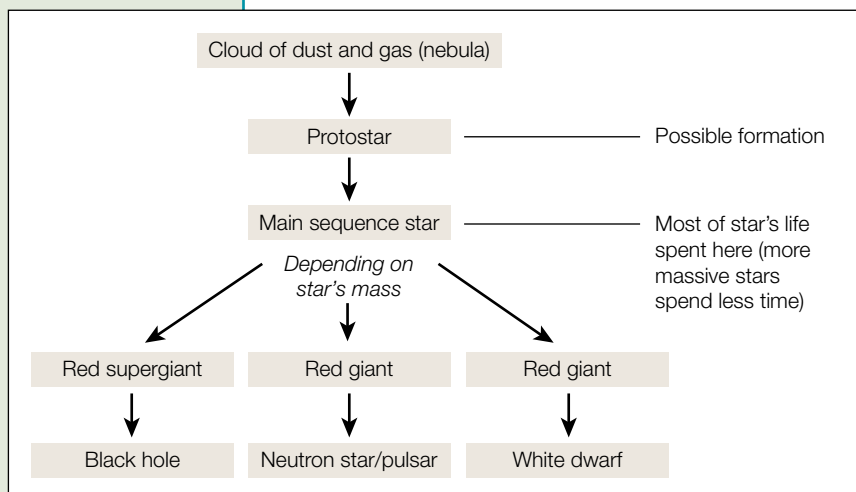 Cloud of dust and gas (nebula)
Protostar
Possible formation
Main sequence star
Most of star's life
spent here (more
massive stars
spend less time)
Depending on
star's mass
Red supergiant
Red giant
Red giant
Black hole
Neutron star/pulsar
White dwarf